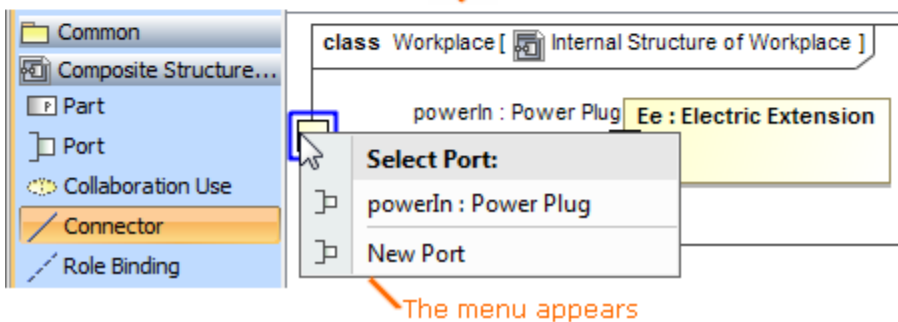 Common
Composite Structure...
Part
Port
Collaboration Use
Connector
Role Binding
class Workplace [ Internal Structure of Workplace ]
powerIn : Power Plug
Ee : Electric Extension
Select Port:
powerIn : Power Plug
New Port
The menu appears